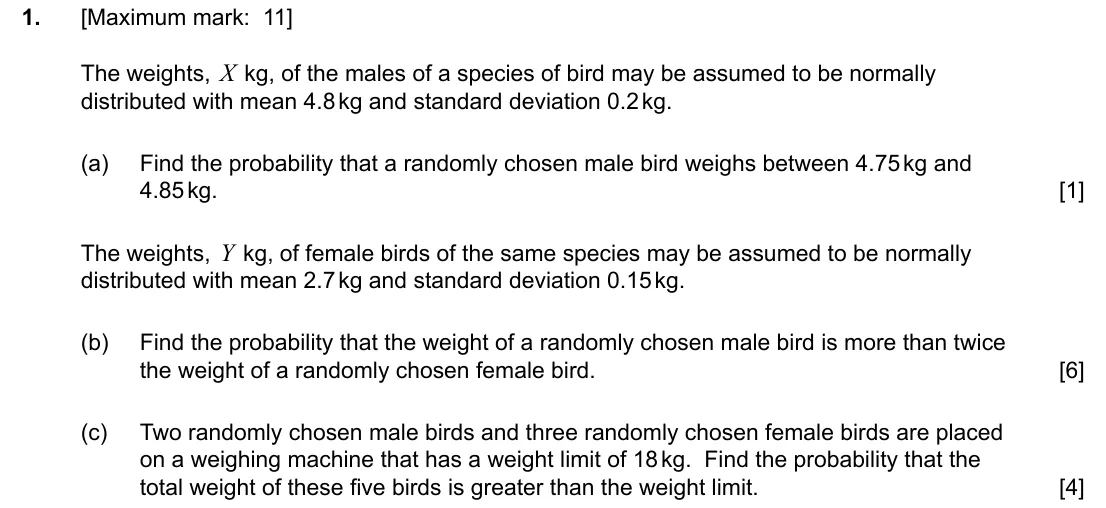 1. [Maximum mark: 11]
The weights, X kg, of the males of a species of bird may be assumed to be normally
distributed with mean 4.8 kg and standard deviation 0.2 kg.
(a) Find the probability that a randomly chosen male bird weighs between 4.75 kg and
4.85 kg. [1]
The weights, Y kg, of female birds of the same species may be assumed to be normally
distributed with mean 2.7 kg and standard deviation 0.15 kg.
(b) Find the probability that the weight of a randomly chosen male bird is more than twice
the weight of a randomly chosen female bird. [6]
(c) Two randomly chosen male birds and three randomly chosen female birds are placed
on a weighing machine that has a weight limit of 18 kg. Find the probability that the
total weight of these five birds is greater than the weight limit. [4]